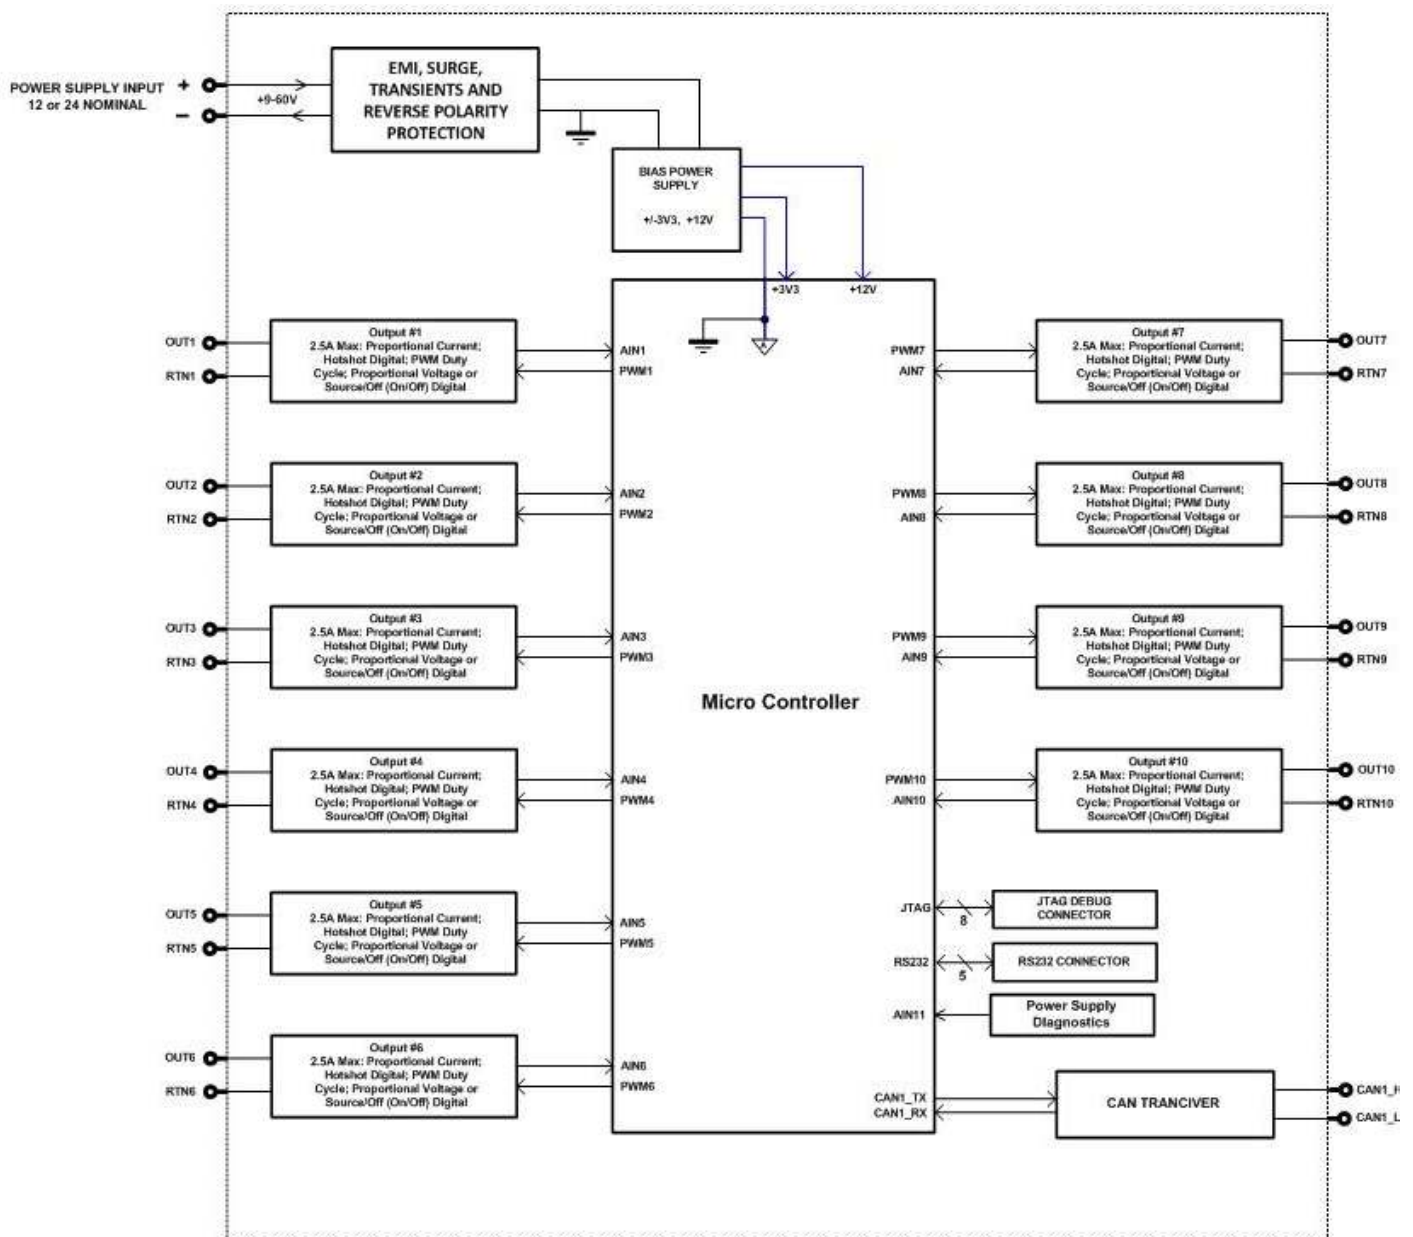 POWER SUPPLY INPUT
12 or 24 NOMINAL
+
−
+9-60V
EMI, SURGE,
TRANSIENTS AND
REVERSE POLARITY
PROTECTION
BIAS POWER
SUPPLY
+/-3V3, +12V
+3V3
+12V
A
OUT1
RTN1
Output #1
2.5A Max: Proportional Current;
Hotshot Digital; PWM Duty
Cycle; Proportional Voltage or
Source/Off (On/Off) Digital
AIN1
PWM1
PWM7
AIN7
Output #7
2.5A Max: Proportional Current;
Hotshot Digital; PWM Duty
Cycle; Proportional Voltage or
Source/Off (On/Off) Digital
OUT7
RTN7
OUT2
RTN2
Output #2
2.5A Max: Proportional Current;
Hotshot Digital; PWM Duty
Cycle; Proportional Voltage or
Source/Off (On/Off) Digital
AIN2
PWM2
PWM8
AIN8
Output #8
2.5A Max: Proportional Current;
Hotshot Digital; PWM Duty
Cycle; Proportional Voltage or
Source/Off (On/Off) Digital
OUT8
RTN8
OUT3
RTN3
Output #3
2.5A Max: Proportional Current;
Hotshot Digital; PWM Duty
Cycle; Proportional Voltage or
Source/Off (On/Off) Digital
AIN3
PWM3
PWM9
AIN9
Output #9
2.5A Max: Proportional Current;
Hotshot Digital; PWM Duty
Cycle; Proportional Voltage or
Source/Off (On/Off) Digital
OUT9
RTN9
Micro Controller
OUT4
RTN4
Output #4
2.5A Max: Proportional Current;
Hotshot Digital; PWM Duty
Cycle; Proportional Voltage or
Source/Off (On/Off) Digital
AIN4
PWM4
PWM10
AIN10
Output #10
2.5A Max: Proportional Current;
Hotshot Digital; PWM Duty
Cycle; Proportional Voltage or
Source/Off (On/Off) Digital
OUT10
RTN10
OUT5
RTN5
Output #5
2.5A Max: Proportional Current;
Hotshot Digital; PWM Duty
Cycle; Proportional Voltage or
Source/Off (On/Off) Digital
AIN5
PWM5
JTAG
8
JTAG DEBUG
CONNECTOR
RS232
5
RS232 CONNECTOR
AIN11
Power Supply
Diagnostics
OUT6
RTN6
Output #6
2.5A Max: Proportional Current;
Hotshot Digital; PWM Duty
Cycle; Proportional Voltage or
Source/Off (On/Off) Digital
AIN6
PWM6
CAN1_TX
CAN1_RX
CAN TRANCIVER
CAN1_H
CAN1_L